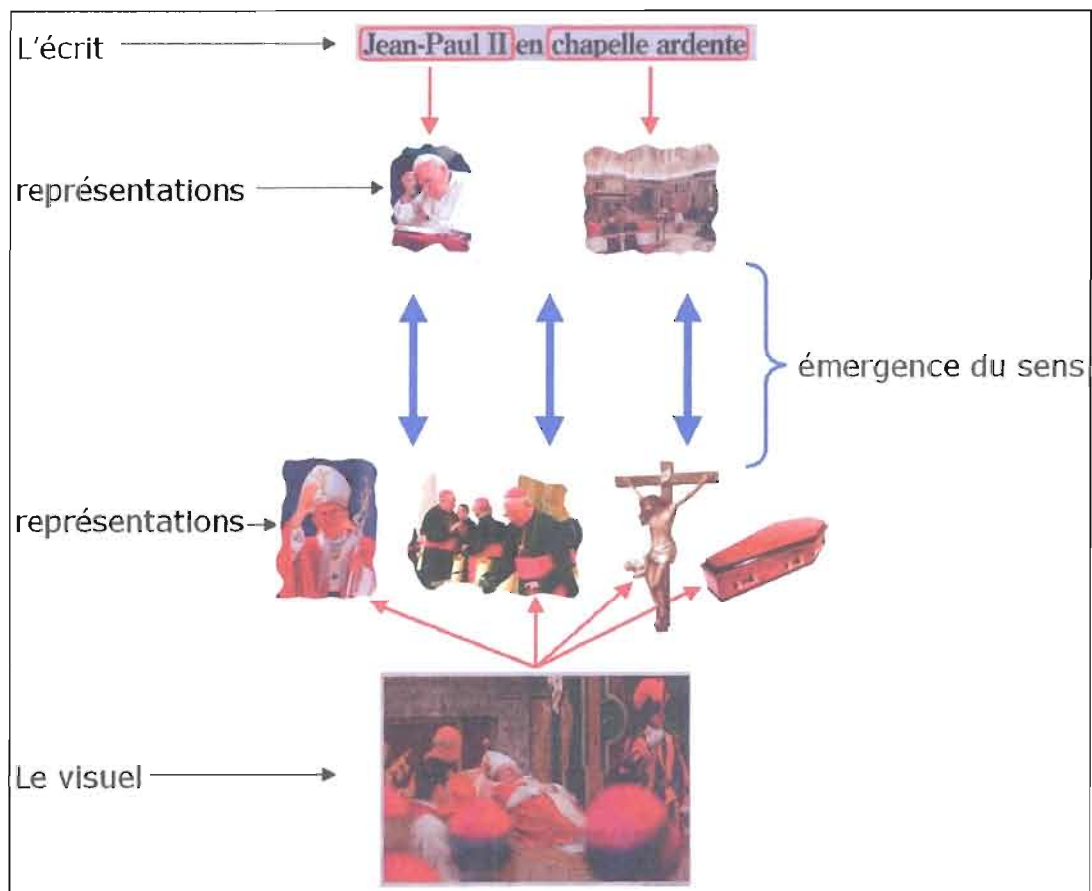 L'écrit
Jean-Paul II en chapelle ardente
représentations
émergence du sens
représentations
Le visuel